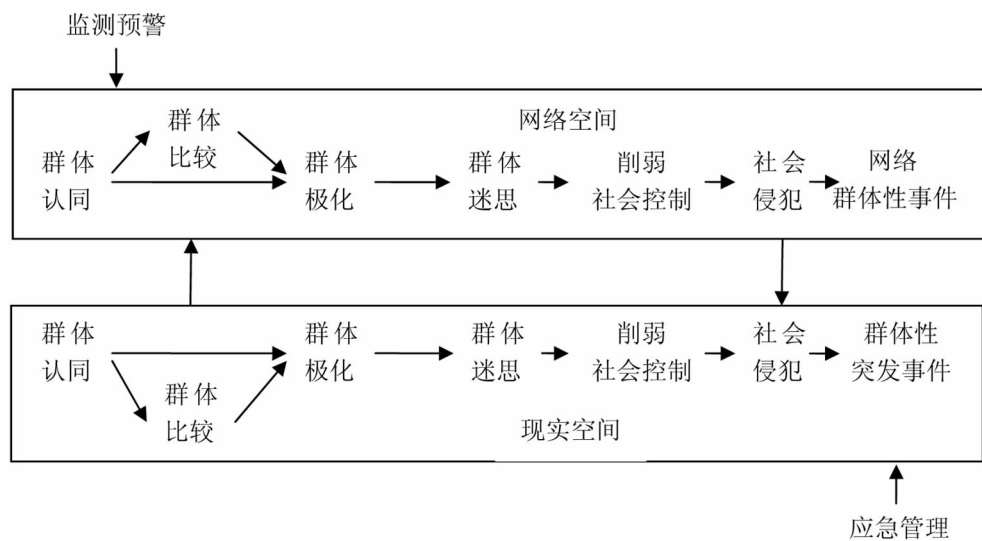 监测预警
群体
比较
网络空间
群体
认同
群体
极化
群体
迷思
削弱
社会控制
社会
侵犯
网络
群体性事件
群体
认同
群体
比较
群体
极化
群体
迷思
削弱
社会控制
社会
侵犯
群体性
突发事件
现实空间
应急管理